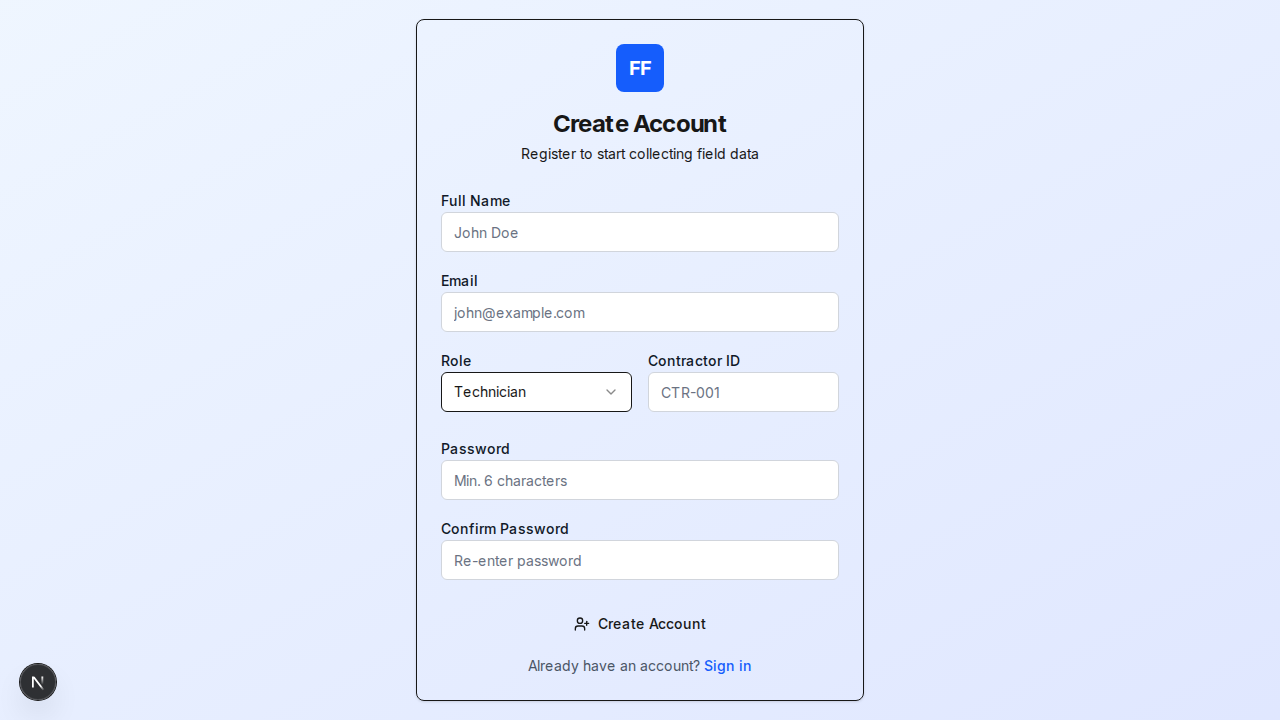 FF
Create Account
Register to start collecting field data
Full Name
John Doe
Email
john@example.com
Role
Contractor ID
Technician
CTR-001
Password
Min. 6 characters
Confirm Password
Re-enter password
Create Account
Already have an account? Sign in
N